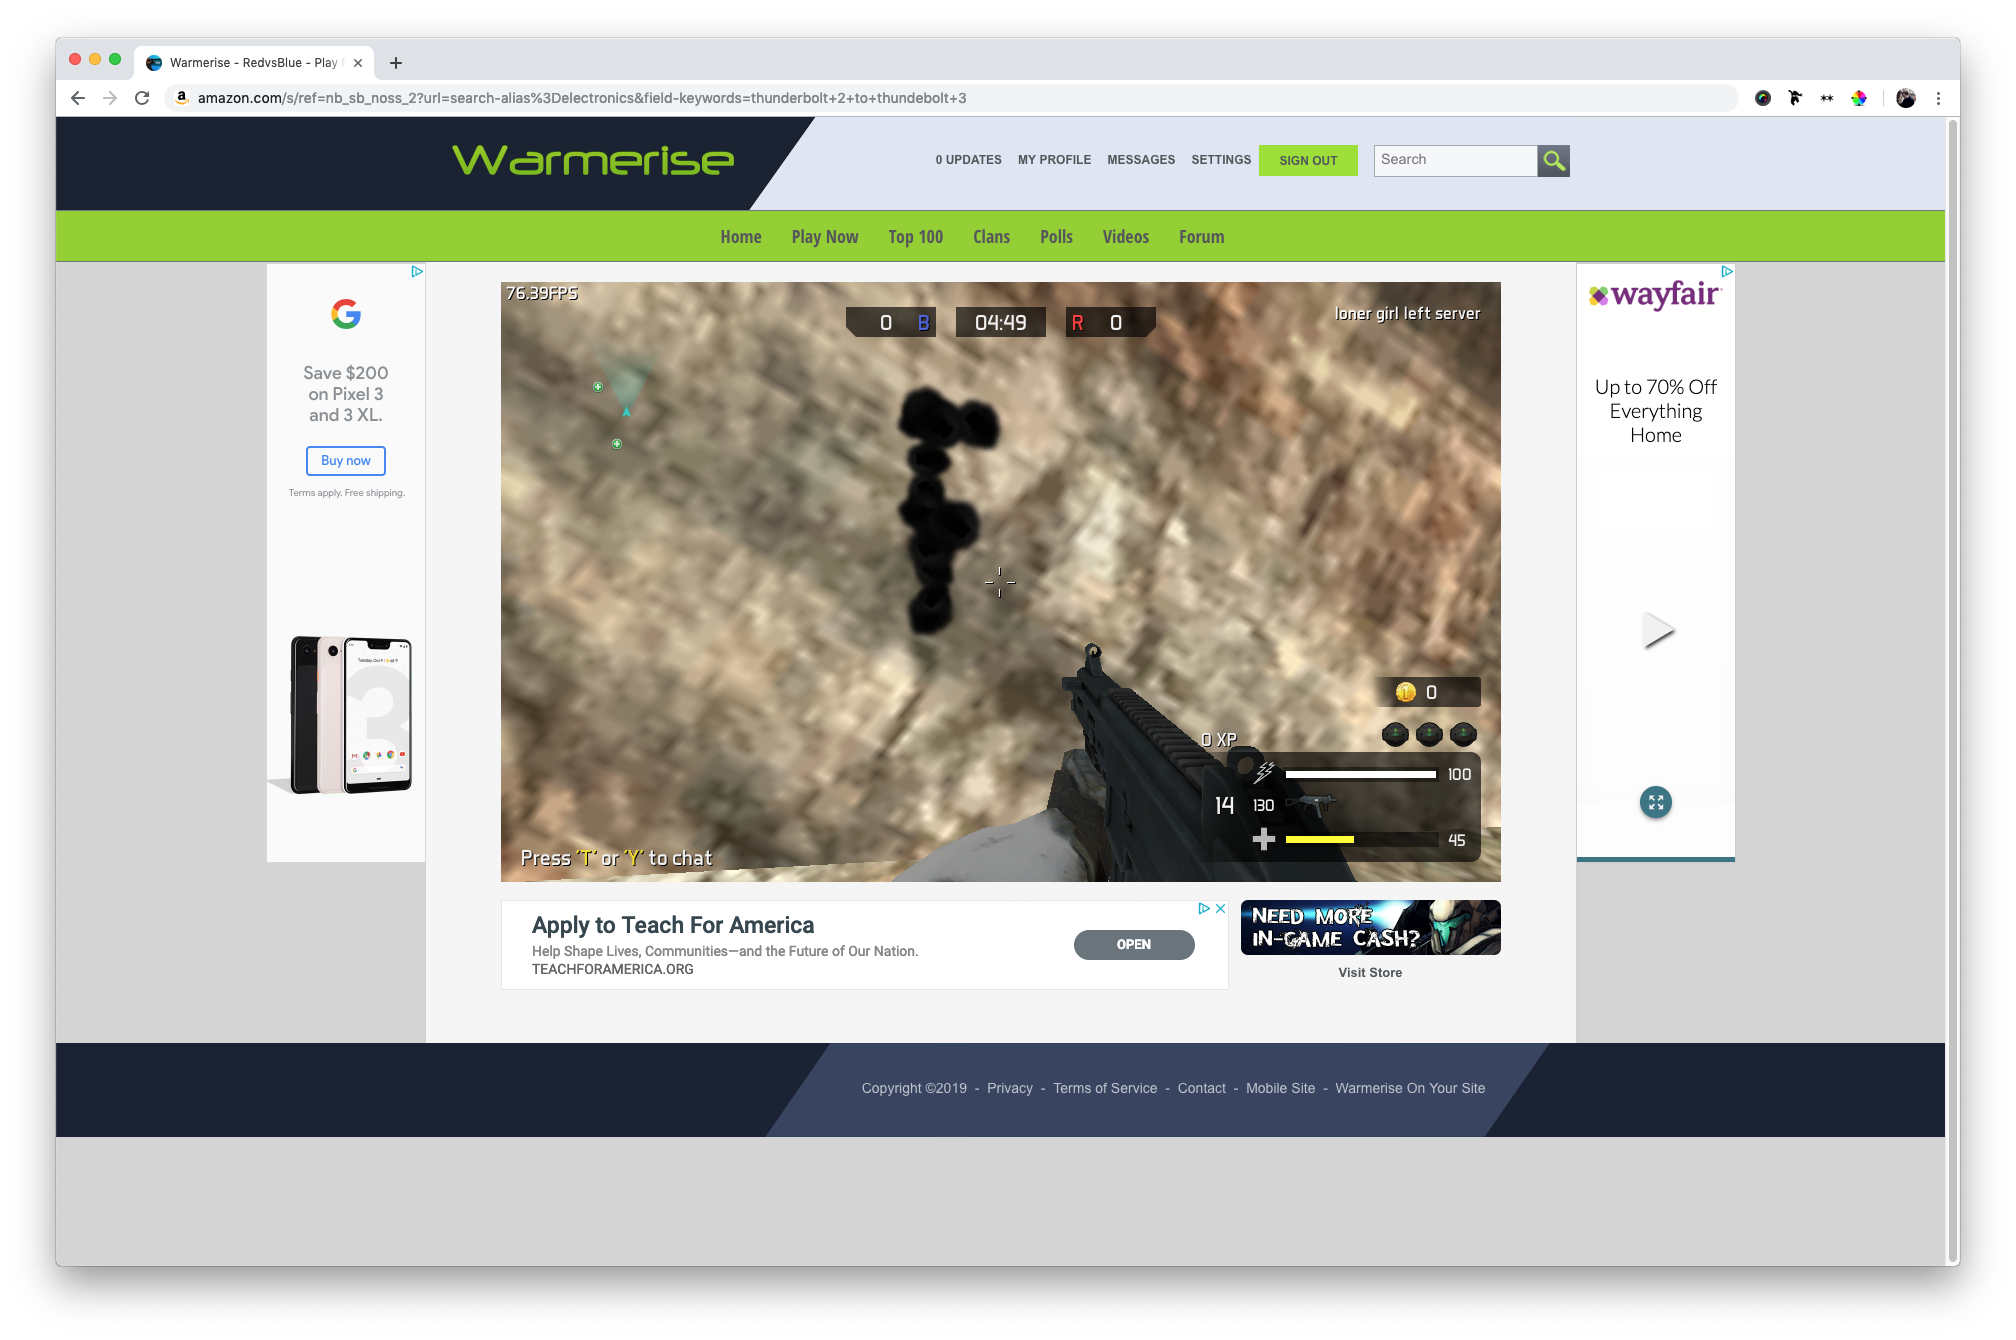 Warmerise - RedvsBlue - Play
amazon.com/s/ref=nb_sb_noss_2?url=search-alias%3Delectronics&field-keywords=thunderbolt+2+to+thundebolt+3
Warmerise
0 UPDATES MY PROFILE MESSAGES SETTINGS SIGN OUT Search
Home Play Now Top 100 Clans Polls Videos Forum
G
Save $200
on Pixel 3
and 3 XL.
Buy now
Terms apply. Free shipping.
76.39FPS
0 B 04:49 R 0
loner girl left server
1 0
0 XP
100
14 130
45
Press 'T' or 'Y' to chat
wayfair
Up to 70% Off
Everything
Home
Apply to Teach For America
Help Shape Lives, Communities—and the Future of Our Nation.
TEACHFORAMERICA.ORG
OPEN
NEED MORE
IN-GAME CASH?
Visit Store
Copyright ©2019 - Privacy - Terms of Service - Contact - Mobile Site - Warmerise On Your Site